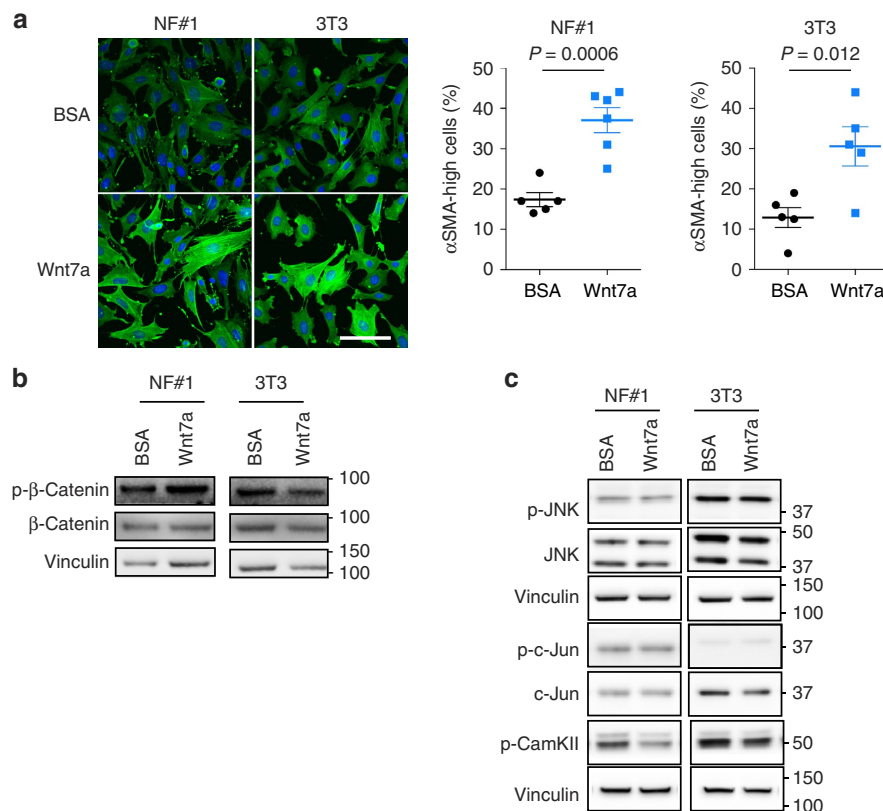 a
NF#1
3T3
BSA
Wnt7a
NF#1
P = 0.0006
αSMA-high cells (%)
50
40
30
20
10
0
BSA
Wnt7a
3T3
P = 0.012
αSMA-high cells (%)
50
40
30
20
10
0
BSA
Wnt7a
b
NF#1
3T3
BSA
Wnt7a
BSA
Wnt7a
p-β-Catenin
100
β-Catenin
100
Vinculin
150
100
c
NF#1
3T3
BSA
Wnt7a
BSA
Wnt7a
p-JNK
37
JNK
50
37
Vinculin
150
100
p-c-Jun
37
c-Jun
37
p-CamKII
50
Vinculin
150
100